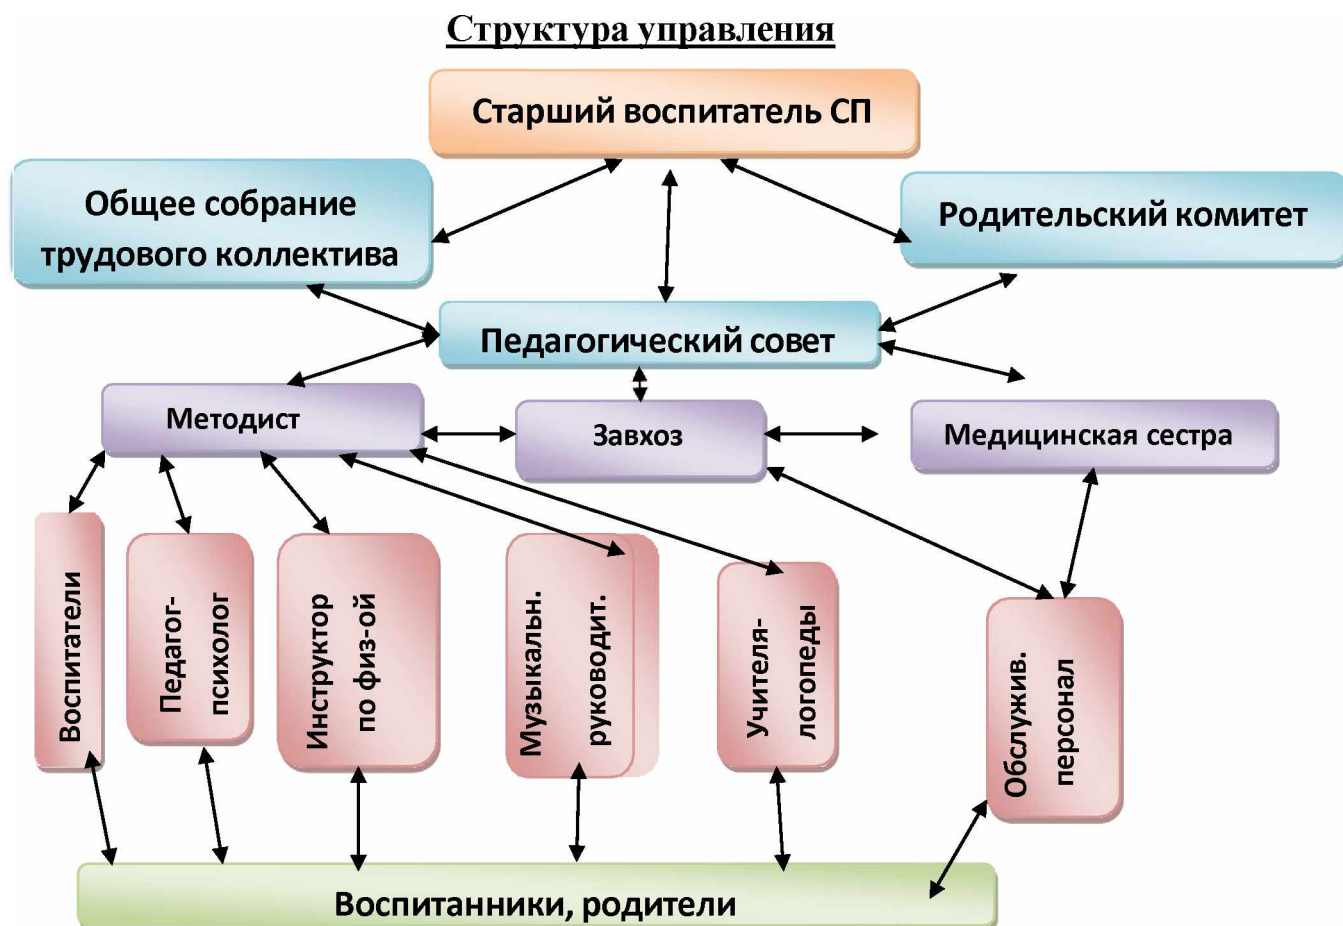 Структура управления
Старший воспитатель СП
Общее собрание
трудового коллектива
Родительский комитет
Педагогический совет
Методист
Завхоз
Медицинская сестра
Воспитатели
Педагог-
психолог
Инструктор
по физ-ой
Музыкальн.
руководит.
Учителя-
логопеды
Обслужив.
персонал
Воспитанники, родители